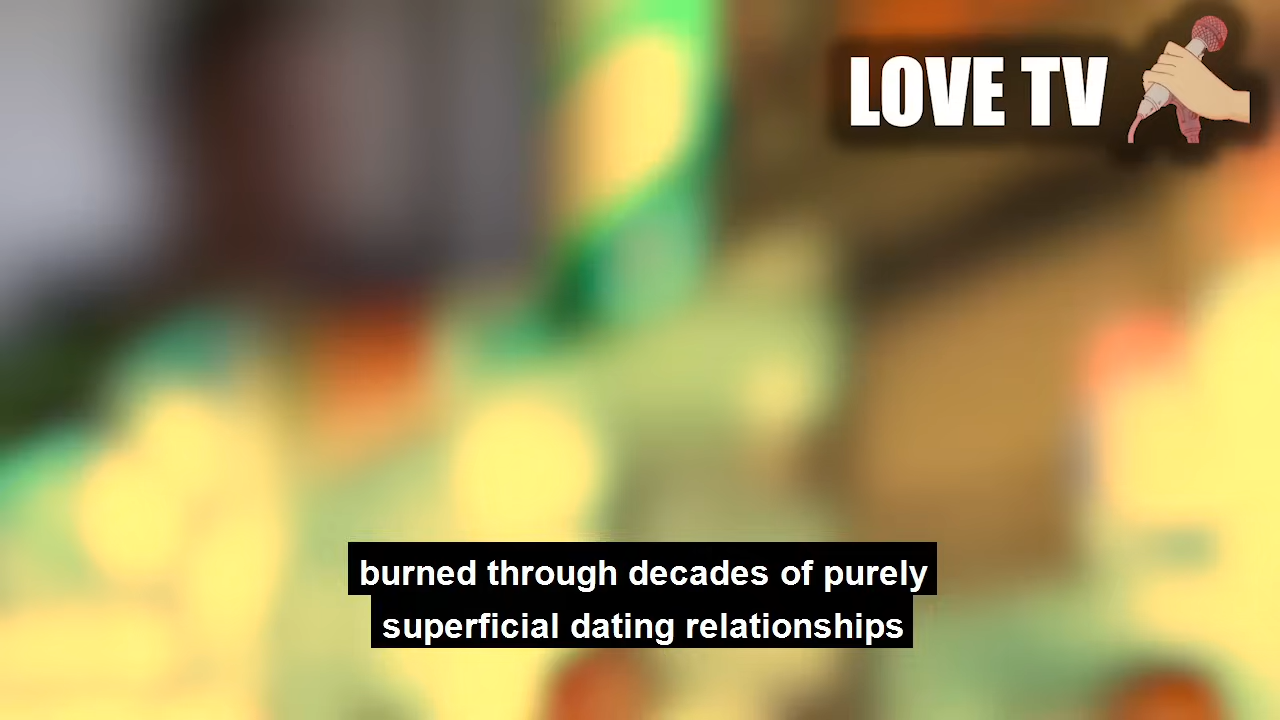 LOVE TV
burned through decades of purely
superficial dating relationships